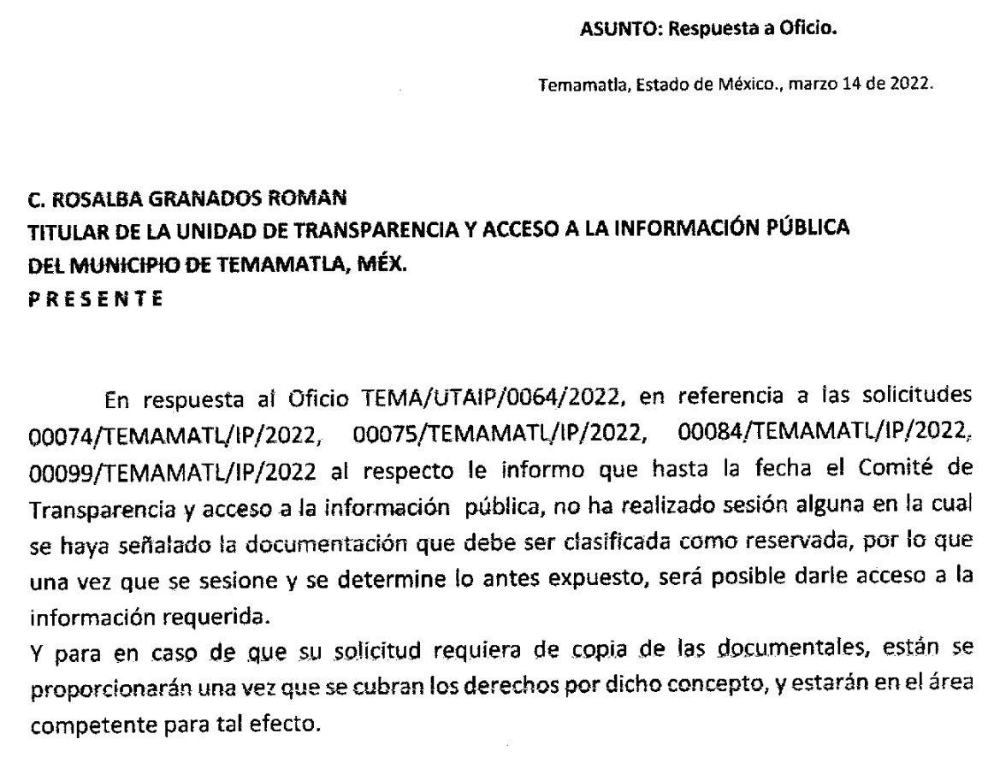 ASUNTO: Respuesta a Oficio.
Temamatla, Estado de México., marzo 14 de 2022.
C. ROSALBA GRANADOS ROMAN
TITULAR DE LA UNIDAD DE TRANSPARENCIA Y ACCESO A LA INFORMACIÓN PÚBLICA
DEL MUNICIPIO DE TEMAMATLA, MÉX.
P R E S E N T E
En respuesta al Oficio TEMA/UTAIP/0064/2022, en referencia a las solicitudes
00074/TEMAMATL/IP/2022, 00075/TEMAMATL/IP/2022, 00084/TEMAMATL/IP/2022,
00099/TEMAMATL/IP/2022 al respecto le informo que hasta la fecha el Comité de
Transparencia y acceso a la información pública, no ha realizado sesión alguna en la cual
se haya señalado la documentación que debe ser clasificada como reservada, por lo que
una vez que se sesione y se determine lo antes expuesto, será posible darle acceso a la
información requerida.
Y para en caso de que su solicitud requiera de copia de las documentales, están se
proporcionarán una vez que se cubran los derechos por dicho concepto, y estarán en el área
competente para tal efecto.